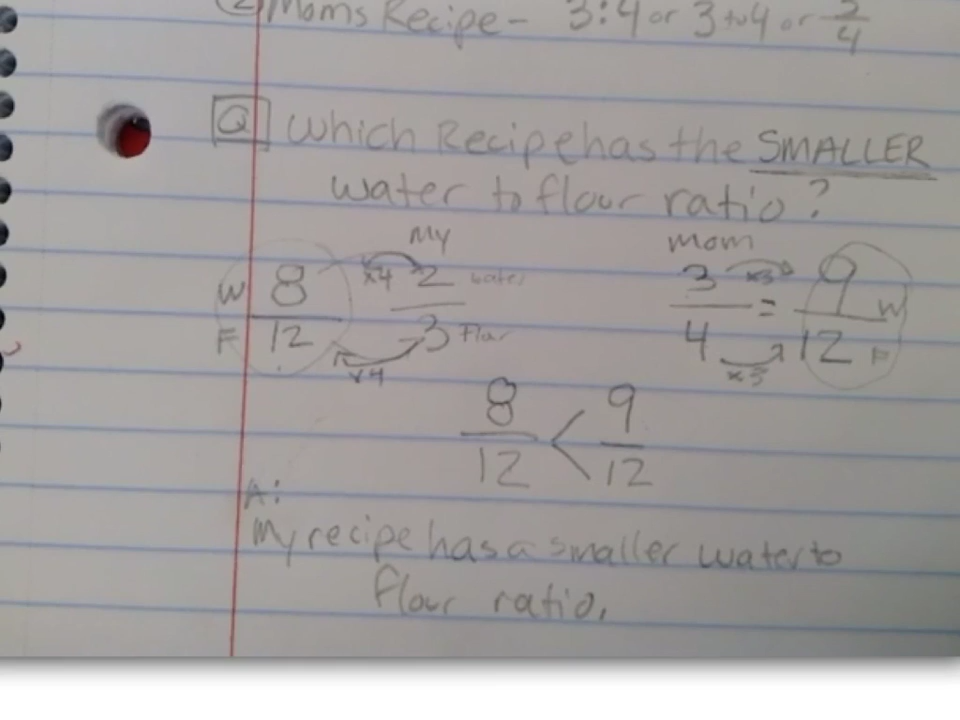 2 Moms Recipe - 3:4 or 3 to 4 or 3/4
Q Which Recipe has the SMALLER
water to flour ratio?
My Mom
W 8 x4 2 water 3 x3 = 9 W
F 12 x4 3 Flour 4 x3 12 F
8/12 < 9/12
A:
My recipe has a smaller water to
flour ratio.